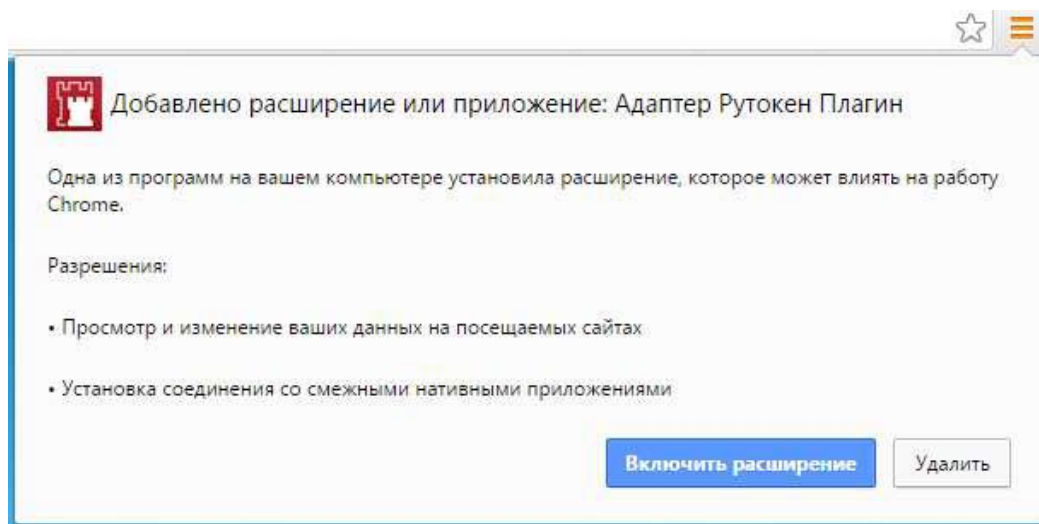 Добавлено расширение или приложение: Адаптер Рутокен Плагин
Одна из программ на вашем компьютере установила расширение, которое может влиять на работу
Chrome.
Разрешения:
• Просмотр и изменение ваших данных на посещаемых сайтах
• Установка соединения со смежными нативными приложениями
Включить расширение
Удалить